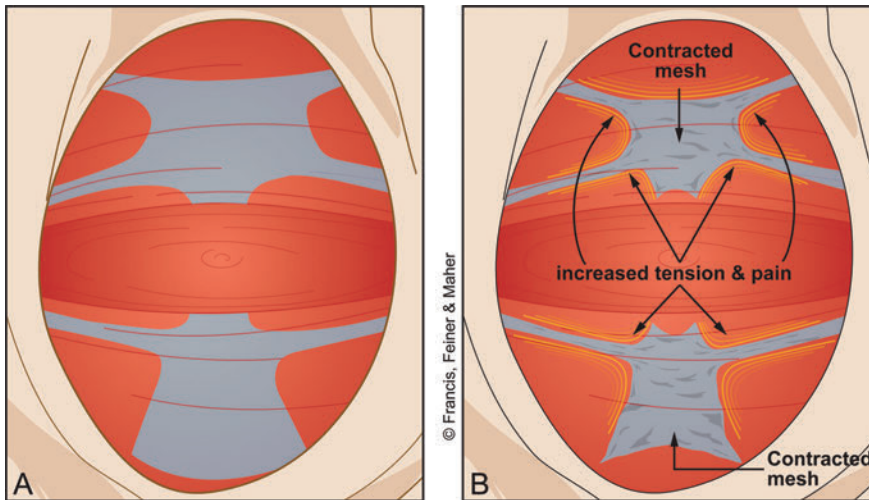 A
© Francis, Feiner & Maher
B
Contracted
mesh
increased tension & pain
Contracted
mesh